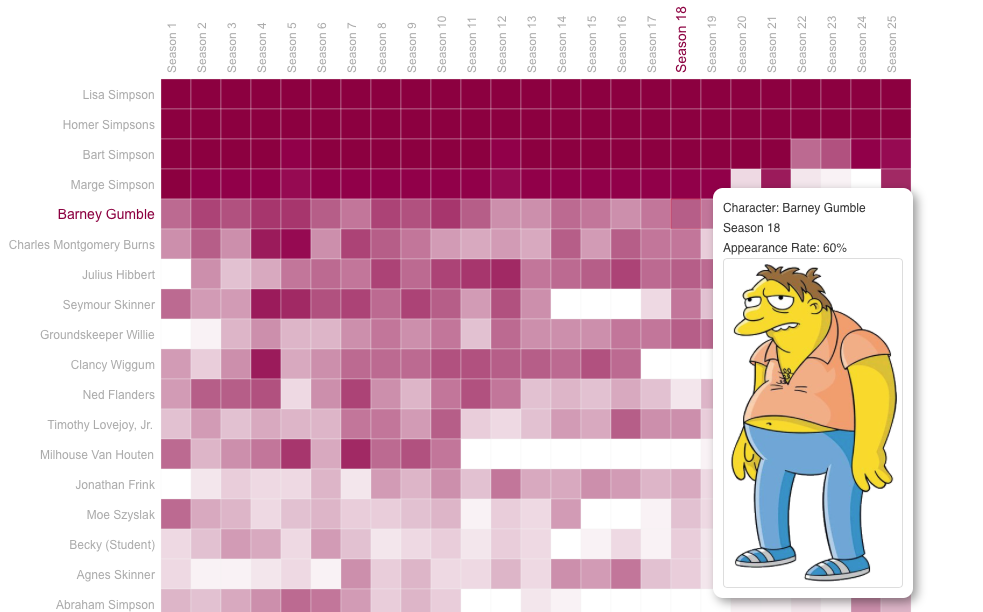 Season 1
Season 2
Season 3
Season 4
Season 5
Season 6
Season 7
Season 8
Season 9
Season 10
Season 11
Season 12
Season 13
Season 14
Season 15
Season 16
Season 17
Season 18
Season 19
Season 20
Season 21
Season 22
Season 23
Season 24
Season 25
Lisa Simpson
Homer Simpsons
Bart Simpson
Marge Simpson
Barney Gumble
Charles Montgomery Burns
Julius Hibbert
Seymour Skinner
Groundskeeper Willie
Clancy Wiggum
Ned Flanders
Timothy Lovejoy, Jr.
Milhouse Van Houten
Jonathan Frink
Moe Szyslak
Becky (Student)
Agnes Skinner
Abraham Simpson
Character: Barney Gumble
Season 18
Appearance Rate: 60%